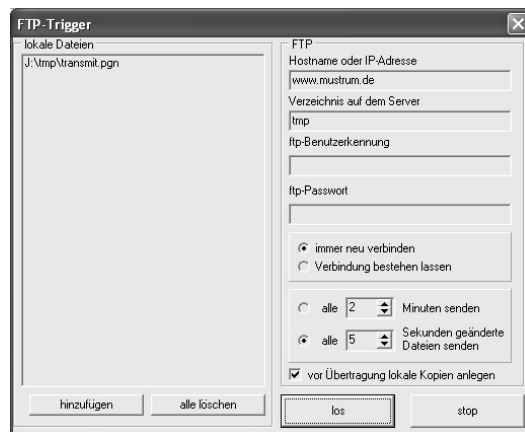 FTP-Trigger
lokale Dateien
J:\tmp\transmit.pgn
hinzufügen
alle löschen
FTP
Hostname oder IP-Adresse
www.mustrum.de
Verzeichnis auf dem Server
tmp
ftp-Benutzerkennung
ftp-Passwort
immer neu verbinden
Verbindung bestehen lassen
alle 2 Minuten senden
alle 5 Sekunden geänderte
Dateien senden
vor Übertragung lokale Kopien anlegen
los
stop